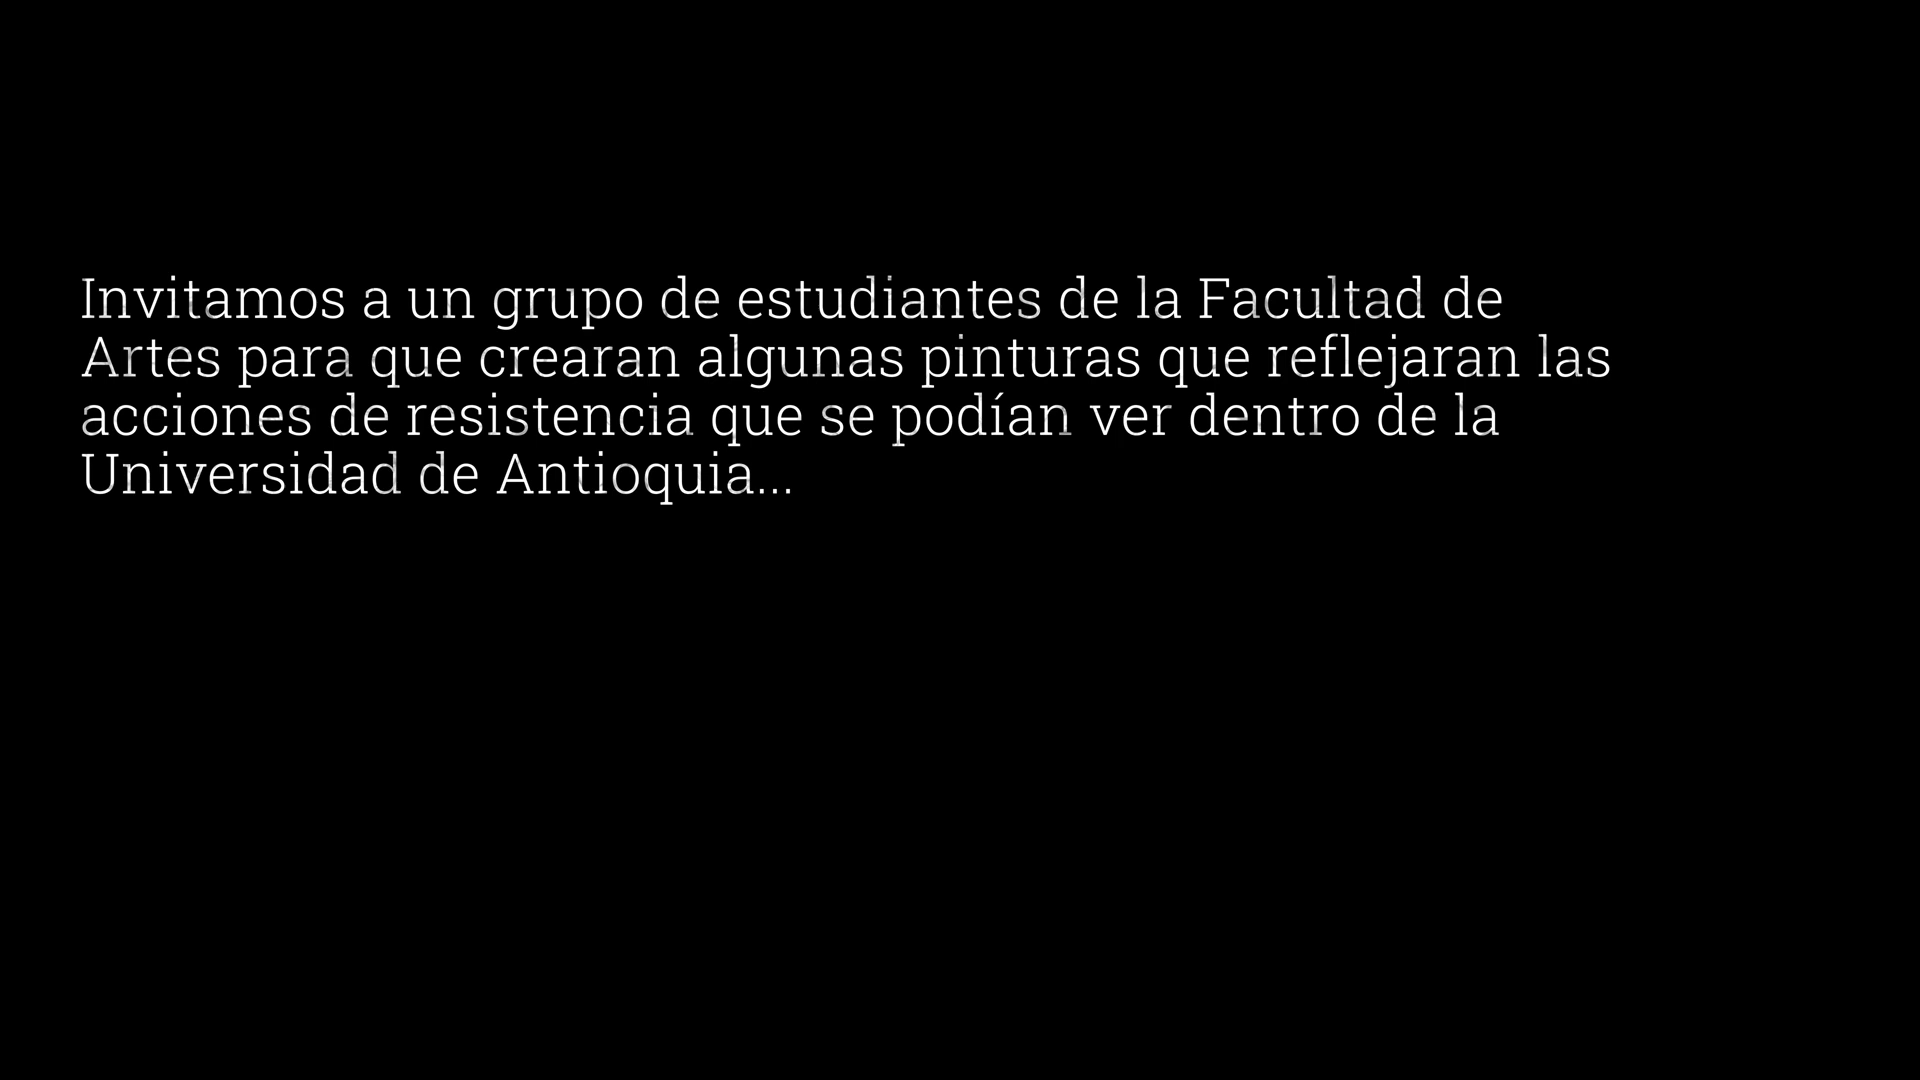 Invitamos a un grupo de estudiantes de la Facultad de
Artes para que crearan algunas pinturas que reflejaran las
acciones de resistencia que se podían ver dentro de la
Universidad de Antioquia...